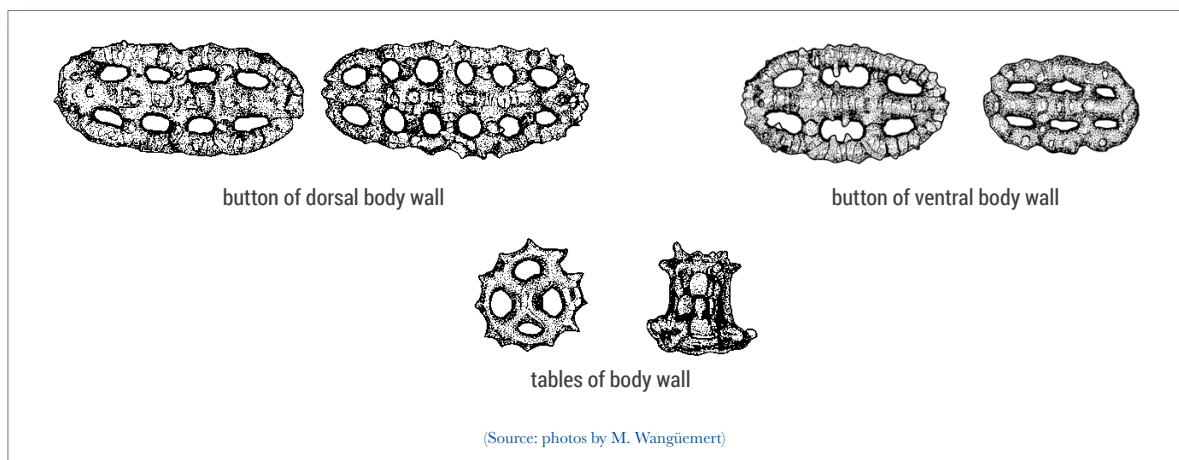 button of dorsal body wall
button of ventral body wall
tables of body wall
(Source: photos by M. Wangüemert)